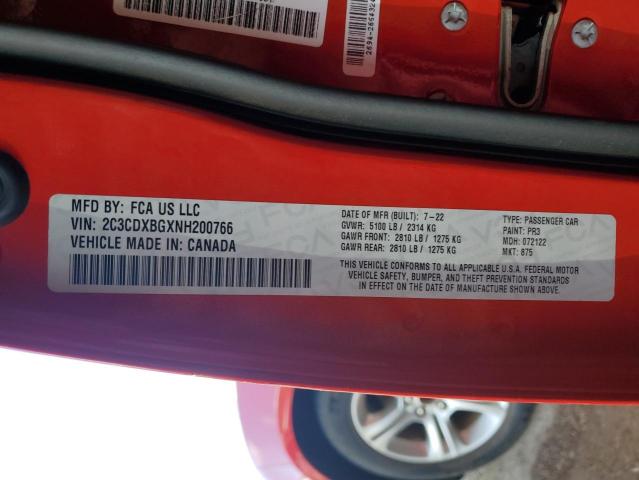 2694-2664324
MFD BY: FCA US LLC
VIN: 2C3CDXBGXNH200766
VEHICLE MADE IN: CANADA
DATE OF MFR (BUILT): 7-22
GVWR: 5100 LB / 2314 KG
GAWR FRONT: 2810 LB / 1275 KG
GAWR REAR: 2810 LB / 1275 KG
TYPE: PASSENGER CAR
PAINT: PR3
MDH: 072122
MKT: 875
THIS VEHICLE CONFORMS TO ALL APPLICABLE U.S.A. FEDERAL MOTOR
VEHICLE SAFETY, BUMPER, AND THEFT PREVENTION STANDARDS
IN EFFECT ON THE DATE OF MANUFACTURE SHOWN ABOVE.